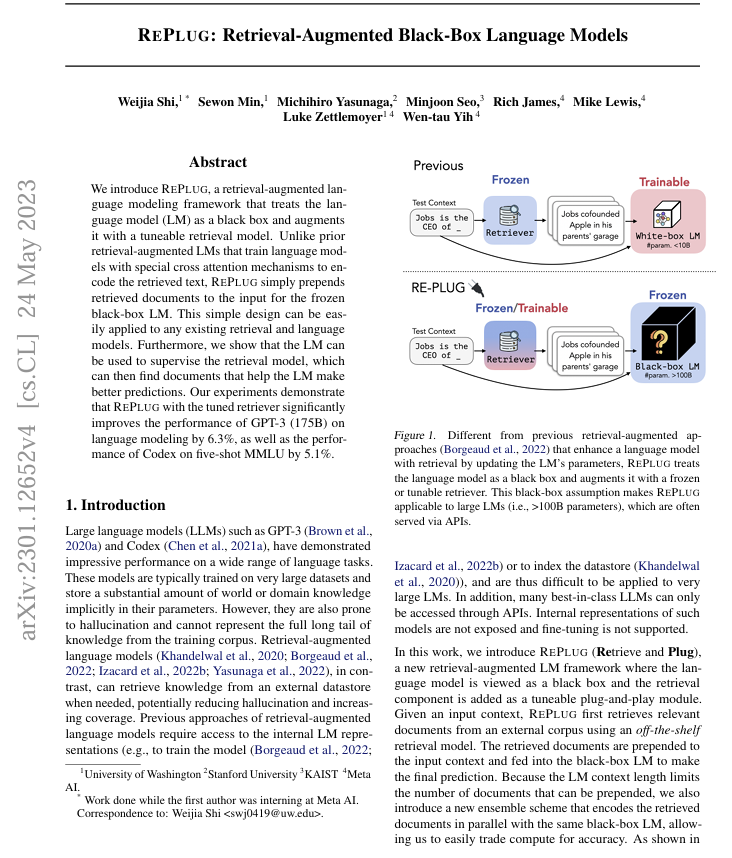 REPLUG: Retrieval-Augmented Black-Box Language Models
Weijia Shi,1 * Sewon Min,1 Michihiro Yasunaga,2 Minjoon Seo,3 Rich James,4 Mike Lewis,4
Luke Zettlemoyer1 4 Wen-tau Yih 4
arXiv:2301.12652v4 [cs.CL] 24 May 2023
Abstract
We introduce REPLUG, a retrieval-augmented lan-
guage modeling framework that treats the lan-
guage model (LM) as a black box and augments
it with a tuneable retrieval model. Unlike prior
retrieval-augmented LMs that train language mod-
els with special cross attention mechanisms to en-
code the retrieved text, REPLUG simply prepends
retrieved documents to the input for the frozen
black-box LM. This simple design can be eas-
ily applied to any existing retrieval and language
models. Furthermore, we show that the LM can
be used to supervise the retrieval model, which
can then find documents that help the LM make
better predictions. Our experiments demonstrate
that REPLUG with the tuned retriever significantly
improves the performance of GPT-3 (175B) on
language modeling by 6.3%, as well as the perfor-
mance of Codex on five-shot MMLU by 5.1%.
1. Introduction
Large language models (LLMs) such as GPT-3 (Brown et al.,
2020a) and Codex (Chen et al., 2021a), have demonstrated
impressive performance on a wide range of language tasks.
These models are typically trained on very large datasets and
store a substantial amount of world or domain knowledge
implicitly in their parameters. However, they are also prone
to hallucination and cannot represent the full long tail of
knowledge from the training corpus. Retrieval-augmented
language models (Khandelwal et al., 2020; Borgeaud et al.,
2022; Izacard et al., 2022b; Yasunaga et al., 2022), in con-
trast, can retrieve knowledge from an external datastore
when needed, potentially reducing hallucination and increas-
ing coverage. Previous approaches of retrieval-augmented
language models require access to the internal LM repre-
sentations (e.g., to train the model (Borgeaud et al., 2022;
1University of Washington 2Stanford University 3KAIST 4Meta
AI.
* Work done while the first author was interning at Meta AI.
Correspondence to: Weijia Shi <swj0419@uw.edu>.
Previous
Frozen
Trainable
Test Context
Jobs is the
CEO of _
Retriever
Jobs cofounded
Apple in his
parents' garage
White-box LM
#param. <10B
RE-PLUG
Frozen/Trainable
Frozen
Test Context
Jobs is the
CEO of _
Retriever
Jobs cofounded
Apple in his
parents' garage
?
Black-box LM
#param. >100B
Figure 1. Different from previous retrieval-augmented ap-
proaches (Borgeaud et al., 2022) that enhance a language model
with retrieval by updating the LM's parameters, REPLUG treats
the language model as a black box and augments it with a frozen
or tunable retriever. This black-box assumption makes REPLUG
applicable to large LMs (i.e., >100B parameters), which are often
served via APIs.
Izacard et al., 2022b) or to index the datastore (Khandelwal
et al., 2020)), and are thus difficult to be applied to very
large LMs. In addition, many best-in-class LLMs can only
be accessed through APIs. Internal representations of such
models are not exposed and fine-tuning is not supported.
In this work, we introduce REPLUG (Retrieve and Plug),
a new retrieval-augmented LM framework where the lan-
guage model is viewed as a black box and the retrieval
component is added as a tuneable plug-and-play module.
Given an input context, REPLUG first retrieves relevant
documents from an external corpus using an off-the-shelf
retrieval model. The retrieved documents are prepended to
the input context and fed into the black-box LM to make
the final prediction. Because the LM context length limits
the number of documents that can be prepended, we also
introduce a new ensemble scheme that encodes the retrieved
documents in parallel with the same black-box LM, allow-
ing us to easily trade compute for accuracy. As shown in